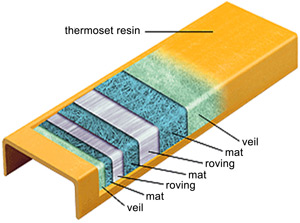 thermoset resin
veil
mat
roving
mat
roving
mat
veil